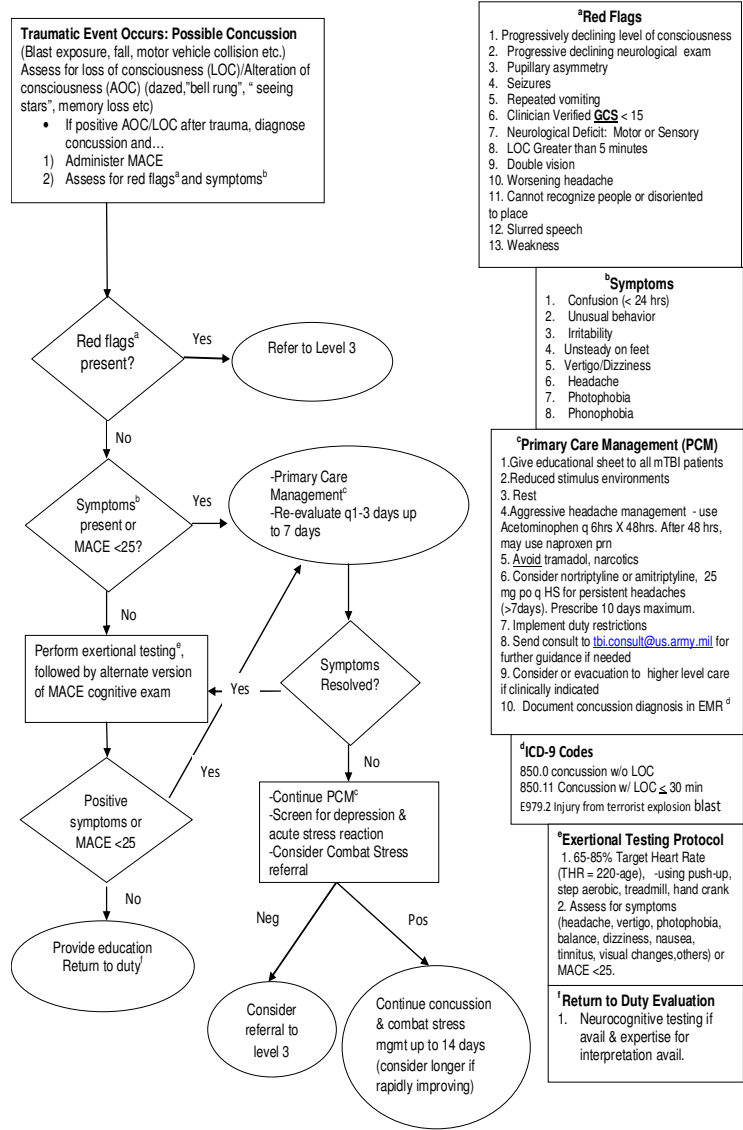 Traumatic Event Occurs: Possible Concussion
(Blast exposure, fall, motor vehicle collision etc.)
Assess for loss of consciousness (LOC)/Alteration of
consciousness (AOC) (dazed,"bell rung", " seeing
stars", memory loss etc)
• If positive AOC/LOC after trauma, diagnose
concussion and…
1) Administer MACE
2) Assess for red flagsa and symptomsb
Red flagsa
present?
Yes
Refer to Level 3
No
Symptomsb
present or
MACE <25?
Yes
-Primary Care
Managementc
-Re-evaluate q1-3 days up
to 7 days
No
Perform exertional testinge,
followed by alternate version
of MACE cognitive exam
Yes
Symptoms
Resolved?
Yes
No
Positive
symptoms or
MACE <25
-Continue PCMc
-Screen for depression &
acute stress reaction
-Consider Combat Stress
referral
No
Neg
Pos
Provide education
Return to dutyf
Consider
referral to
level 3
Continue concussion
& combat stress
mgmt up to 14 days
(consider longer if
rapidly improving)
aRed Flags
1. Progressively declining level of consciousness
2. Progressive declining neurological exam
3. Pupillary asymmetry
4. Seizures
5. Repeated vomiting
6. Clinician Verified GCS < 15
7. Neurological Deficit: Motor or Sensory
8. LOC Greater than 5 minutes
9. Double vision
10. Worsening headache
11. Cannot recognize people or disoriented
to place
12. Slurred speech
13. Weakness
bSymptoms
1. Confusion (< 24 hrs)
2. Unusual behavior
3. Irritability
4. Unsteady on feet
5. Vertigo/Dizziness
6. Headache
7. Photophobia
8. Phonophobia
cPrimary Care Management (PCM)
1.Give educational sheet to all mTBI patients
2.Reduced stimulus environments
3. Rest
4.Aggressive headache management - use
Acetominophen q 6hrs X 48hrs. After 48 hrs,
may use naproxen prn
5. Avoid tramadol, narcotics
6. Consider nortriptyline or amitriptyline, 25
mg po q HS for persistent headaches
(>7days). Prescribe 10 days maximum.
7. Implement duty restrictions
8. Send consult to tbi.consult@us.army.mil for
further guidance if needed
9. Consider or evacuation to higher level care
if clinically indicated
10. Document concussion diagnosis in EMR d
dICD-9 Codes
850.0 concussion w/o LOC
850.11 Concussion w/ LOC ≤ 30 min
E979.2 Injury from terrorist explosion blast
eExertional Testing Protocol
1. 65-85% Target Heart Rate
(THR = 220-age), -using push-up,
step aerobic, treadmill, hand crank
2. Assess for symptoms
(headache, vertigo, photophobia,
balance, dizziness, nausea,
tinnitus, visual changes,others) or
MACE <25.
fReturn to Duty Evaluation
1. Neurocognitive testing if
avail & expertise for
interpretation avail.